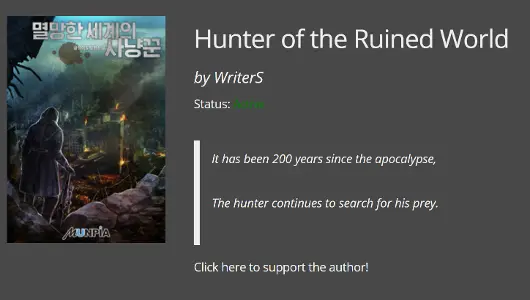 멸망한 세계의
사냥꾼
MUNPIA
Hunter of the Ruined World
by WriterS
Status:
It has been 200 years since the apocalypse,
The hunter continues to search for his prey.
Click here to support the author!